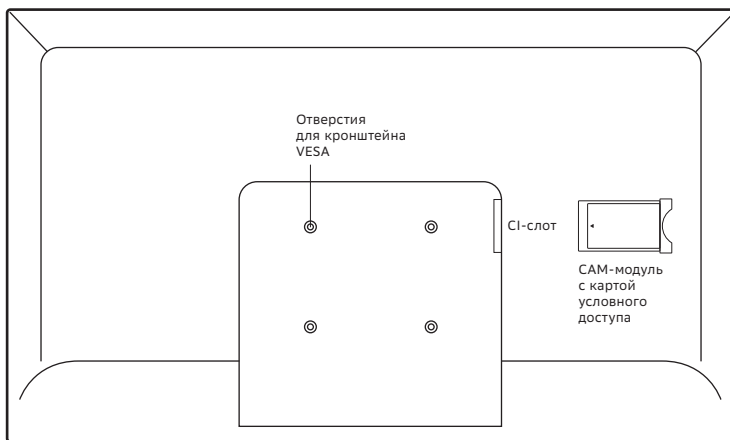 Отверстия
для кронштейна
VESA
CI-слот
CAM-модуль
с картой
условного
доступа